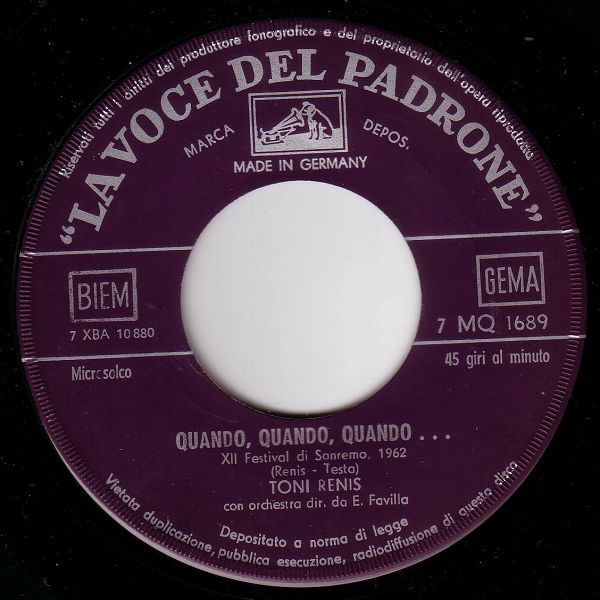 Riservati tutti i diritti del produttore fonografico e del proprietario dell'opera riprodotta
"LA VOCE DEL PADRONE"
MARCA DEPOS.
MADE IN GERMANY
BIEM
GEMA
7 XBA 10880
7 MQ 1689
Microsolco
45 giri al minuto
QUANDO, QUANDO, QUANDO . . .
XII Festival di Sanremo, 1962
(Renis - Testa)
TONI RENIS
con orchestra dir. da E. Favilla
Depositato a norma di legge
Vietata duplicazione, pubblica esecuzione, radiodiffusione di questo disco